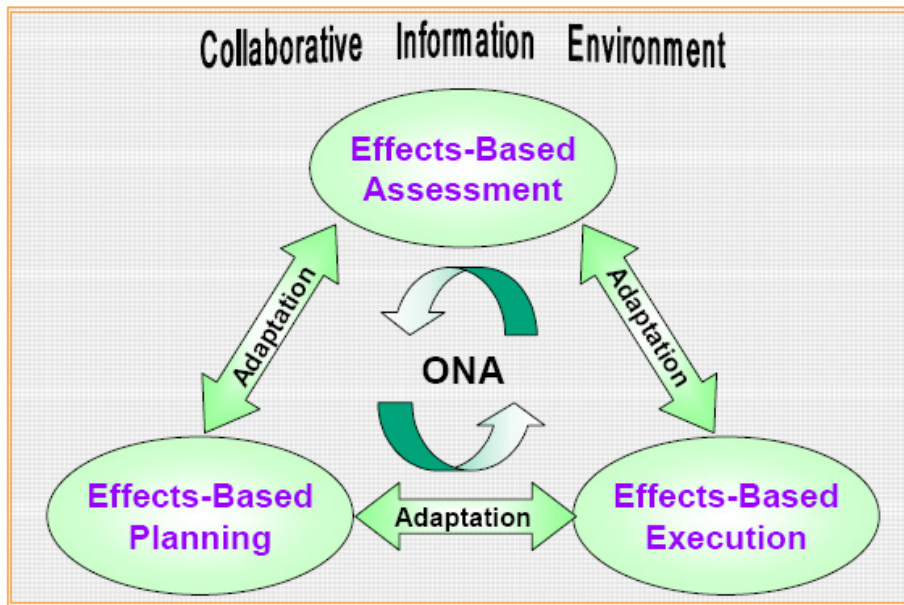 Collaborative Information Environment
Effects-Based
Assessment
Adaptation
Adaptation
ONA
Effects-Based
Planning
Adaptation
Effects-Based
Execution